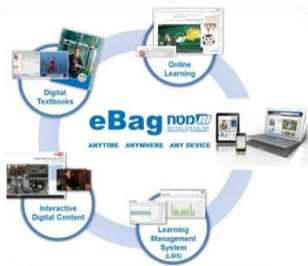 Online
Learning
Digital
Textbooks
eBag מטח
ANYTIME ANYWHERE ANY DEVICE
Interactive
Digital Content
Learning
Management
System
(LMS)